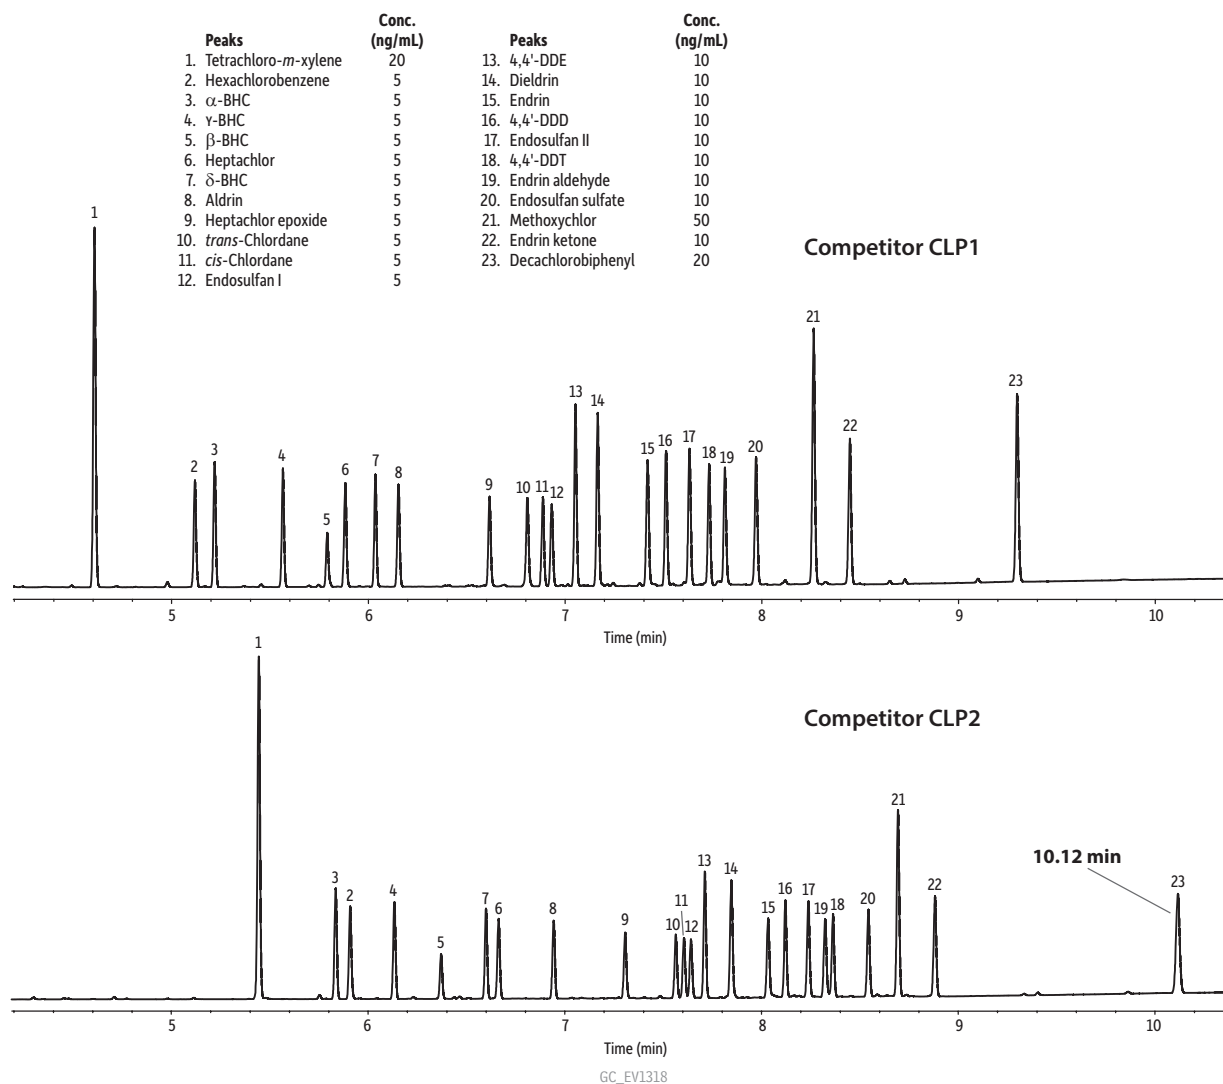 Peaks Conc. (ng/mL) Peaks Conc. (ng/mL)
1. Tetrachloro-m-xylene 20 13. 4,4'-DDE 10
2. Hexachlorobenzene 5 14. Dieldrin 10
3. α-BHC 5 15. Endrin 10
4. γ-BHC 5 16. 4,4'-DDD 10
5. β-BHC 5 17. Endosulfan II 10
6. Heptachlor 5 18. 4,4'-DDT 10
7. δ-BHC 5 19. Endrin aldehyde 10
8. Aldrin 5 20. Endosulfan sulfate 10
9. Heptachlor epoxide 5 21. Methoxychlor 50
10. trans-Chlordane 5 22. Endrin ketone 10
11. cis-Chlordane 5 23. Decachlorobiphenyl 20
12. Endosulfan I 5
Competitor CLP1
1 2 3 4 5 6 7 8 9 10 11 12 13 14 15 16 17 18 19 20 21 22 23
5 6 7 8 9 10
Time (min)
Competitor CLP2
10.12 min
1 3 2 4 5 7 6 8 9 10 11 12 13 14 15 16 17 19 18 20 21 22 23
5 6 7 8 9 10
Time (min)
GC_EV1318